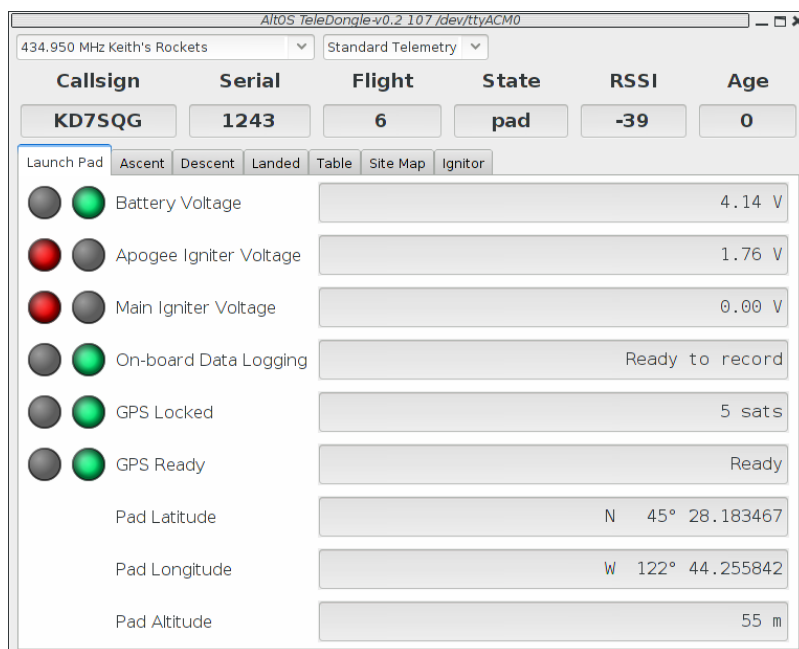 AltOS TeleDongle-v0.2 107 /dev/ttyACM0
434.950 MHz Keith's Rockets Standard Telemetry
Callsign Serial Flight State RSSI Age
KD7SQG 1243 6 pad -39 0
Launch Pad Ascent Descent Landed Table Site Map Ignitor
Battery Voltage 4.14 V
Apogee Igniter Voltage 1.76 V
Main Igniter Voltage 0.00 V
On-board Data Logging Ready to record
GPS Locked 5 sats
GPS Ready Ready
Pad Latitude N 45° 28.183467
Pad Longitude W 122° 44.255842
Pad Altitude 55 m